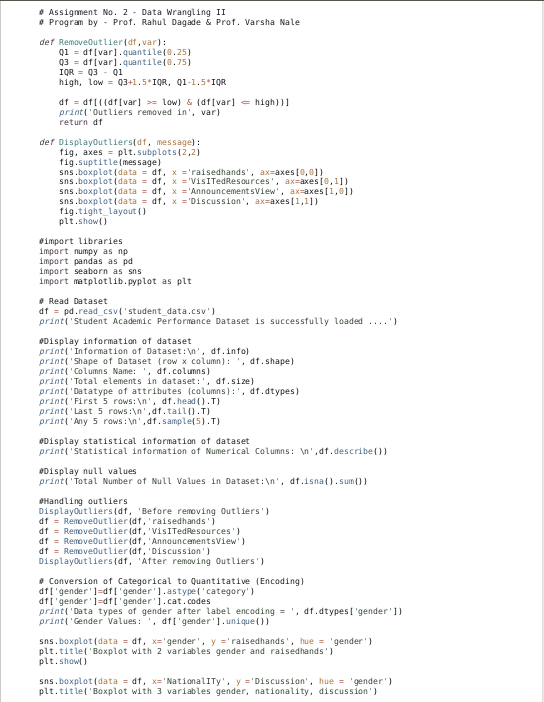 # Assignment No. 2 - Data Wrangling II
# Program by - Prof. Rahul Dagade & Prof. Varsha Nale
def RemoveOutlier(df,var):
Q1 = df[var].quantile(0.25)
Q3 = df[var].quantile(0.75)
IQR = Q3 - Q1
high, low = Q3+1.5*IQR, Q1-1.5*IQR
df = df[((df[var] >= low) & (df[var] <= high))]
print('Outliers removed in', var)
return df
def DisplayOutliers(df, message):
fig, axes = plt.subplots(2,2)
fig.suptitle(message)
sns.boxplot(data = df, x ='raisedhands', ax=axes[0,0])
sns.boxplot(data = df, x ='VisITedResources', ax=axes[0,1])
sns.boxplot(data = df, x ='AnnouncementsView', ax=axes[1,0])
sns.boxplot(data = df, x ='Discussion', ax=axes[1,1])
fig.tight_layout()
plt.show()
#import libraries
import numpy as np
import pandas as pd
import seaborn as sns
import matplotlib.pyplot as plt
# Read Dataset
df = pd.read_csv('student_data.csv')
print('Student Academic Performance Dataset is successfully loaded ....')
#Display information of dataset
print('Information of Dataset:\n', df.info)
print('Shape of Dataset (row x column): ', df.shape)
print('Columns Name: ', df.columns)
print('Total elements in dataset:', df.size)
print('Datatype of attributes (columns):', df.dtypes)
print('First 5 rows:\n', df.head().T)
print('Last 5 rows:\n',df.tail().T)
print('Any 5 rows:\n',df.sample(5).T)
#Display statistical information of dataset
print('Statistical information of Numerical Columns: \n',df.describe())
#Display null values
print('Total Number of Null Values in Dataset:\n', df.isna().sum())
#Handling outliers
DisplayOutliers(df, 'Before removing Outliers')
df = RemoveOutlier(df,'raisedhands')
df = RemoveOutlier(df,'VisITedResources')
df = RemoveOutlier(df,'AnnouncementsView')
df = RemoveOutlier(df,'Discussion')
DisplayOutliers(df, 'After removing Outliers')
# Conversion of Categorical to Quantitative (Encoding)
df['gender']=df['gender'].astype('category')
df['gender']=df['gender'].cat.codes
print('Data types of gender after label encoding = ', df.dtypes['gender'])
print('Gender Values: ', df['gender'].unique())
sns.boxplot(data = df, x='gender', y ='raisedhands', hue = 'gender')
plt.title('Boxplot with 2 variables gender and raisedhands')
plt.show()
sns.boxplot(data = df, x='NationalITy', y ='Discussion', hue = 'gender')
plt.title('Boxplot with 3 variables gender, nationality, discussion')